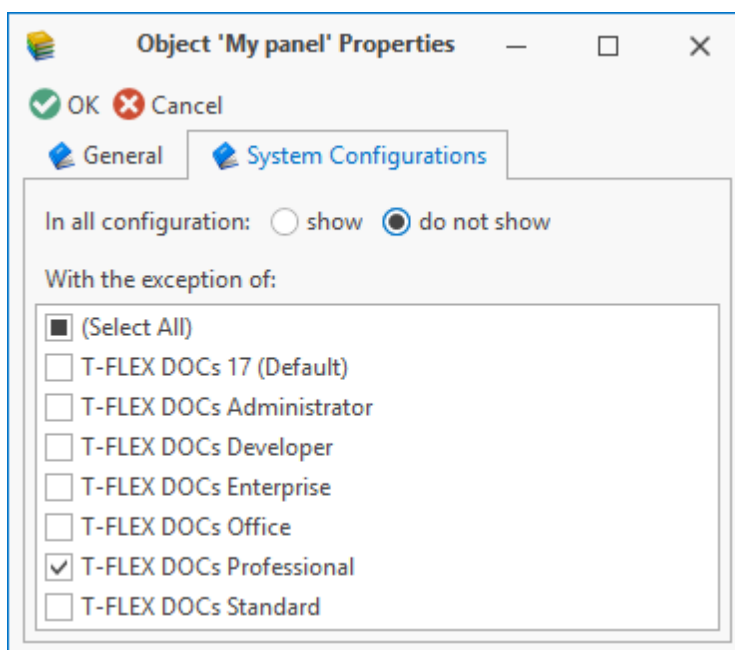 Object 'My panel' Properties
OK Cancel
General System Configurations
In all configuration: show do not show
With the exception of:
(Select All)
T-FLEX DOCs 17 (Default)
T-FLEX DOCs Administrator
T-FLEX DOCs Developer
T-FLEX DOCs Enterprise
T-FLEX DOCs Office
T-FLEX DOCs Professional
T-FLEX DOCs Standard